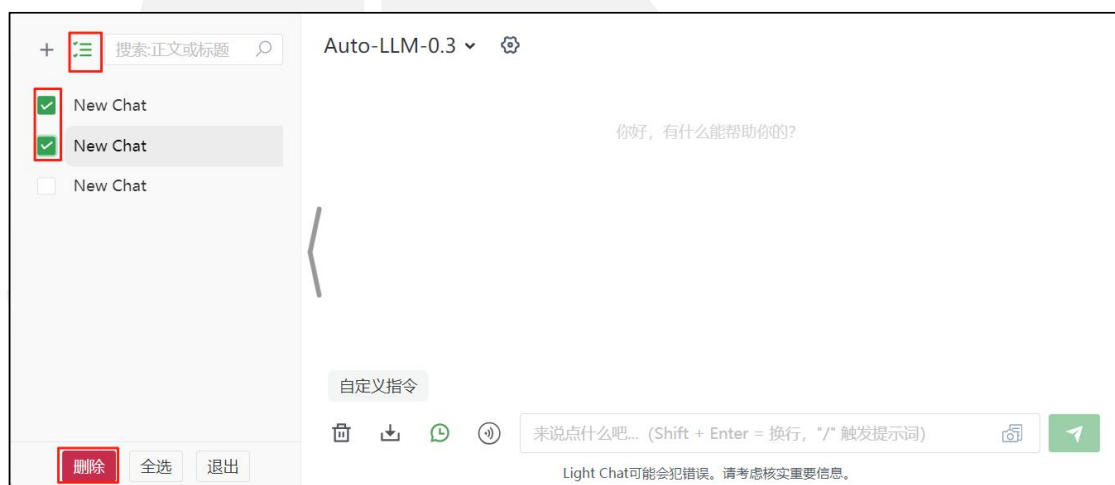 搜索:正文或标题
New Chat
New Chat
New Chat
删除 全选 退出
Auto-LLM-0.3
你好，有什么能帮助你的?
自定义指令
来说点什么吧... (Shift + Enter = 换行，"/" 触发提示词)
Light Chat可能会犯错误。请考虑核实重要信息。